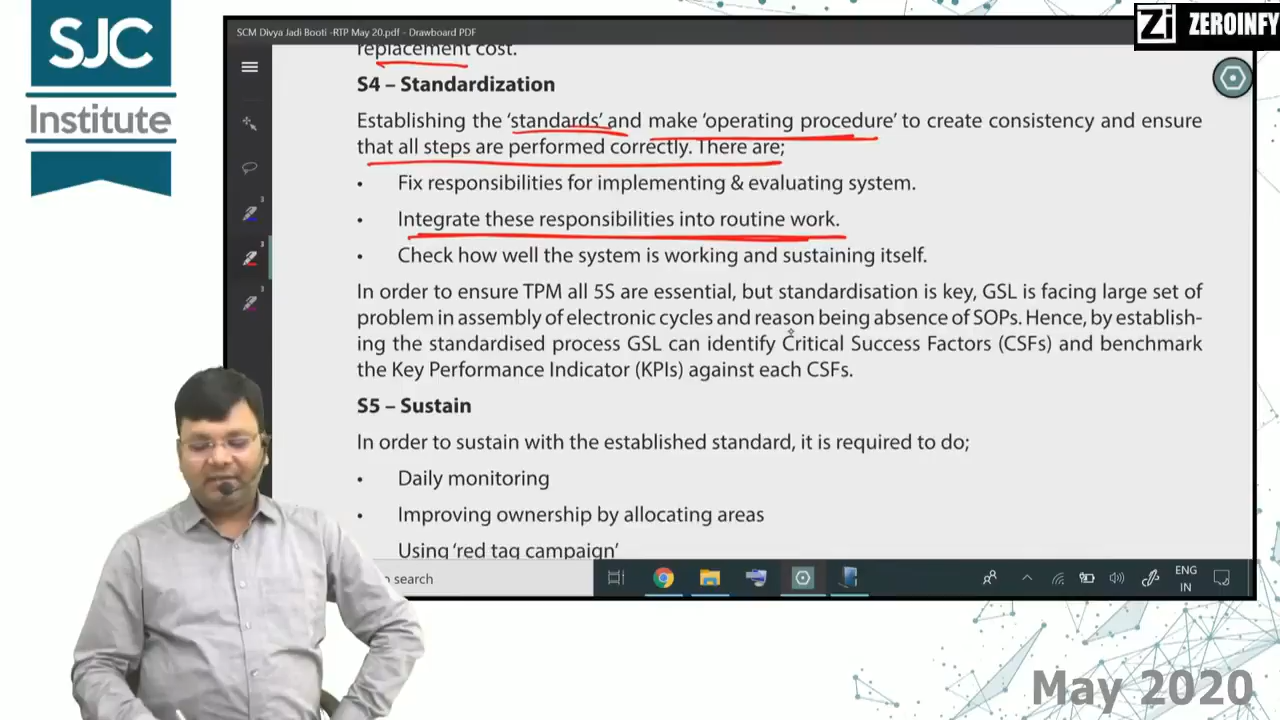 SJC
Institute
ZEROINFY
SCM Divya Jadi Booti -RTP May 20.pdf - Drawboard PDF
replacement cost.
S4 – Standardization
Establishing the ‘standards’ and make ‘operating procedure’ to create consistency and ensure
that all steps are performed correctly. There are;
• Fix responsibilities for implementing & evaluating system.
• Integrate these responsibilities into routine work.
• Check how well the system is working and sustaining itself.
In order to ensure TPM all 5S are essential, but standardisation is key, GSL is facing large set of
problem in assembly of electronic cycles and reason being absence of SOPs. Hence, by establish-
ing the standardised process GSL can identify Critical Success Factors (CSFs) and benchmark
the Key Performance Indicator (KPIs) against each CSFs.
S5 – Sustain
In order to sustain with the established standard, it is required to do;
• Daily monitoring
• Improving ownership by allocating areas
Using ‘red tag campaign’
search
ENG
IN
May 2020